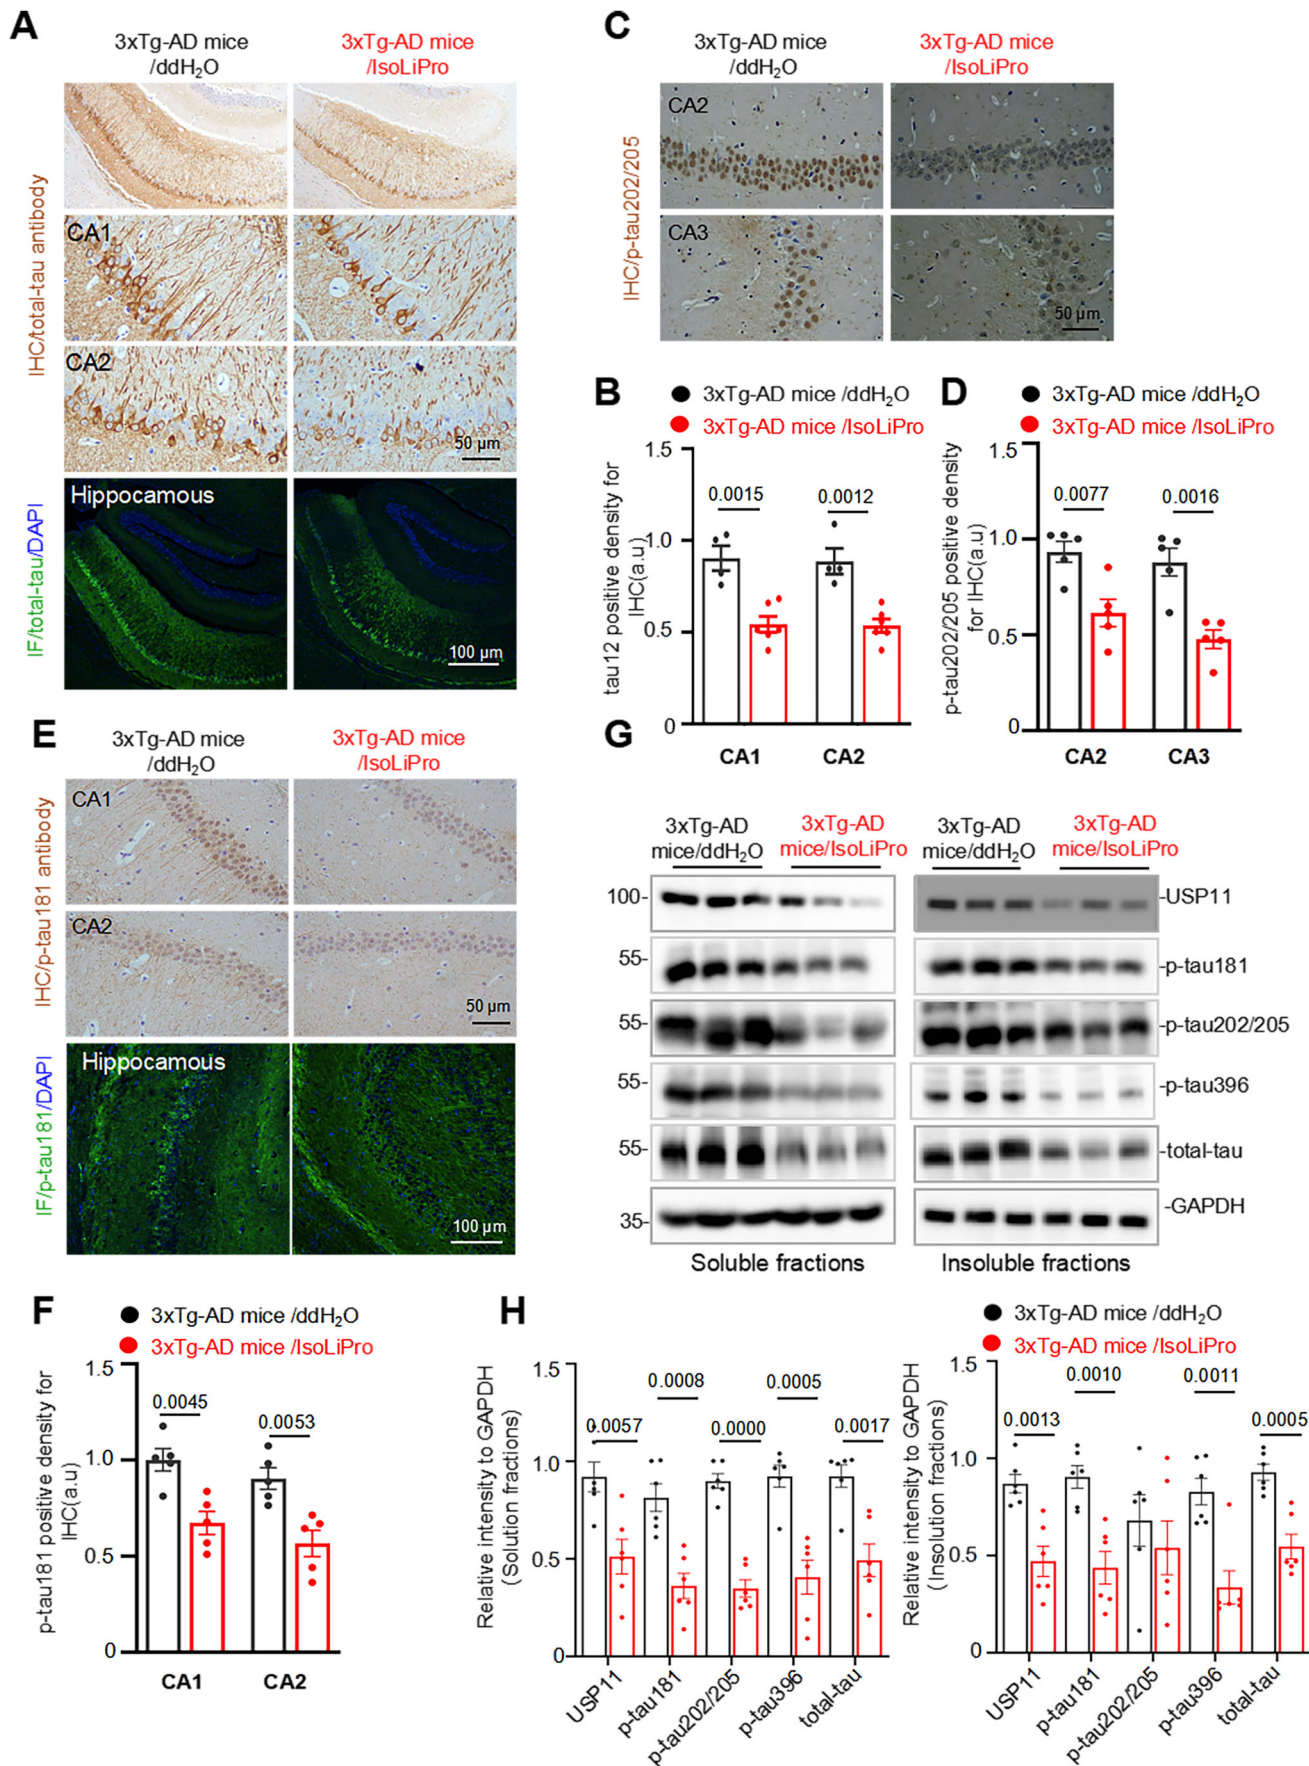 A
3xTg-AD mice
/ddH₂O
3xTg-AD mice
/IsoLiPro
IHC/total-tau antibody
CA1
CA2
50 µm
IF/total-tau/DAPI
Hippocamous
100 µm
C
3xTg-AD mice
/ddH₂O
3xTg-AD mice
/IsoLiPro
IHC/p-tau202/205
CA2
CA3
50 µm
B
3xTg-AD mice /ddH₂O
3xTg-AD mice /IsoLiPro
tau12 positive density for
IHC(a.u)
1.5
1.0
0.5
0
0.0015
0.0012
CA1
CA2
D
3xTg-AD mice /ddH₂O
3xTg-AD mice /IsoLiPro
p-tau202/205 positive density
for IHC(a.u)
1.5
1.0
0.5
0
0.0077
0.0016
CA2
CA3
E
3xTg-AD mice
/ddH₂O
3xTg-AD mice
/IsoLiPro
IHC/p-tau181 antibody
CA1
CA2
50 µm
IF/p-tau181/DAPI
Hippocamous
100 µm
G
3xTg-AD
mice/ddH₂O
3xTg-AD
mice/IsoLiPro
3xTg-AD
mice/ddH₂O
3xTg-AD
mice/IsoLiPro
100-
-USP11
55-
-p-tau181
55-
-p-tau202/205
55-
-p-tau396
55-
-total-tau
35-
-GAPDH
Soluble fractions
Insoluble fractions
F
3xTg-AD mice /ddH₂O
3xTg-AD mice /IsoLiPro
p-tau181 positive density for
IHC(a.u)
1.5
1.0
0.5
0
0.0045
0.0053
CA1
CA2
H
Relative intensity to GAPDH
(Solution fractions)
1.5
1.0
0.5
0
0.0057
0.0008
0.0000
0.0005
0.0017
USP11
p-tau181
p-tau202/205
p-tau396
total-tau
3xTg-AD mice /ddH₂O
3xTg-AD mice /IsoLiPro
Relative intensity to GAPDH
(Insolution fractions)
1.5
1.0
0.5
0
0.0013
0.0010
0.0011
0.0005
USP11
p-tau181
p-tau202/205
p-tau396
total-tau